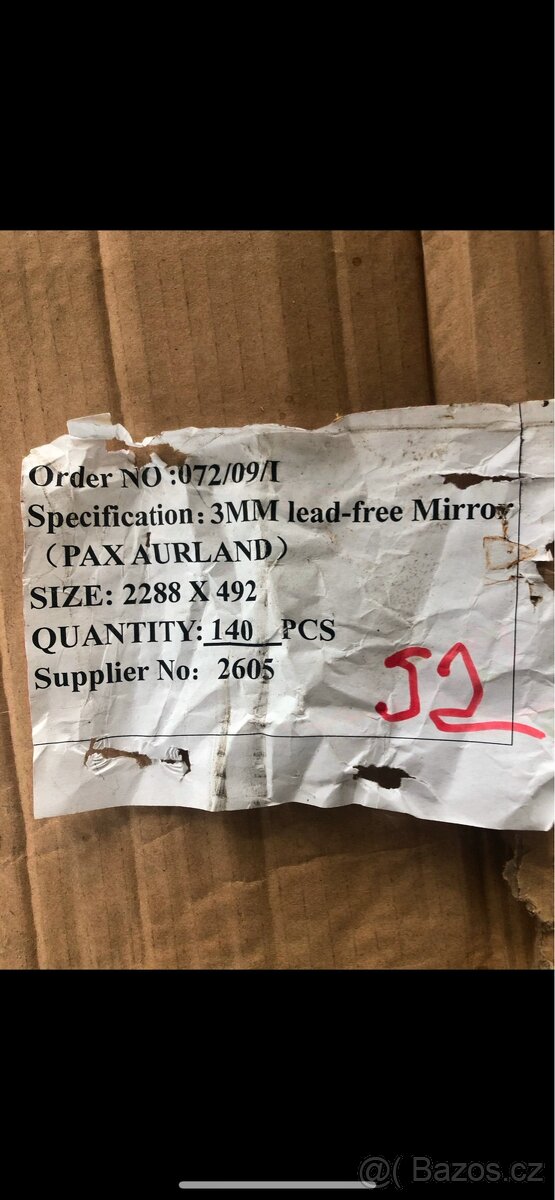 Order NO :072/09/I
Specification: 3MM lead-free Mirror
（PAX AURLAND）
SIZE: 2288 X 492
QUANTITY: 140 PCS
Supplier No: 2605
52
@( Bazos.cz